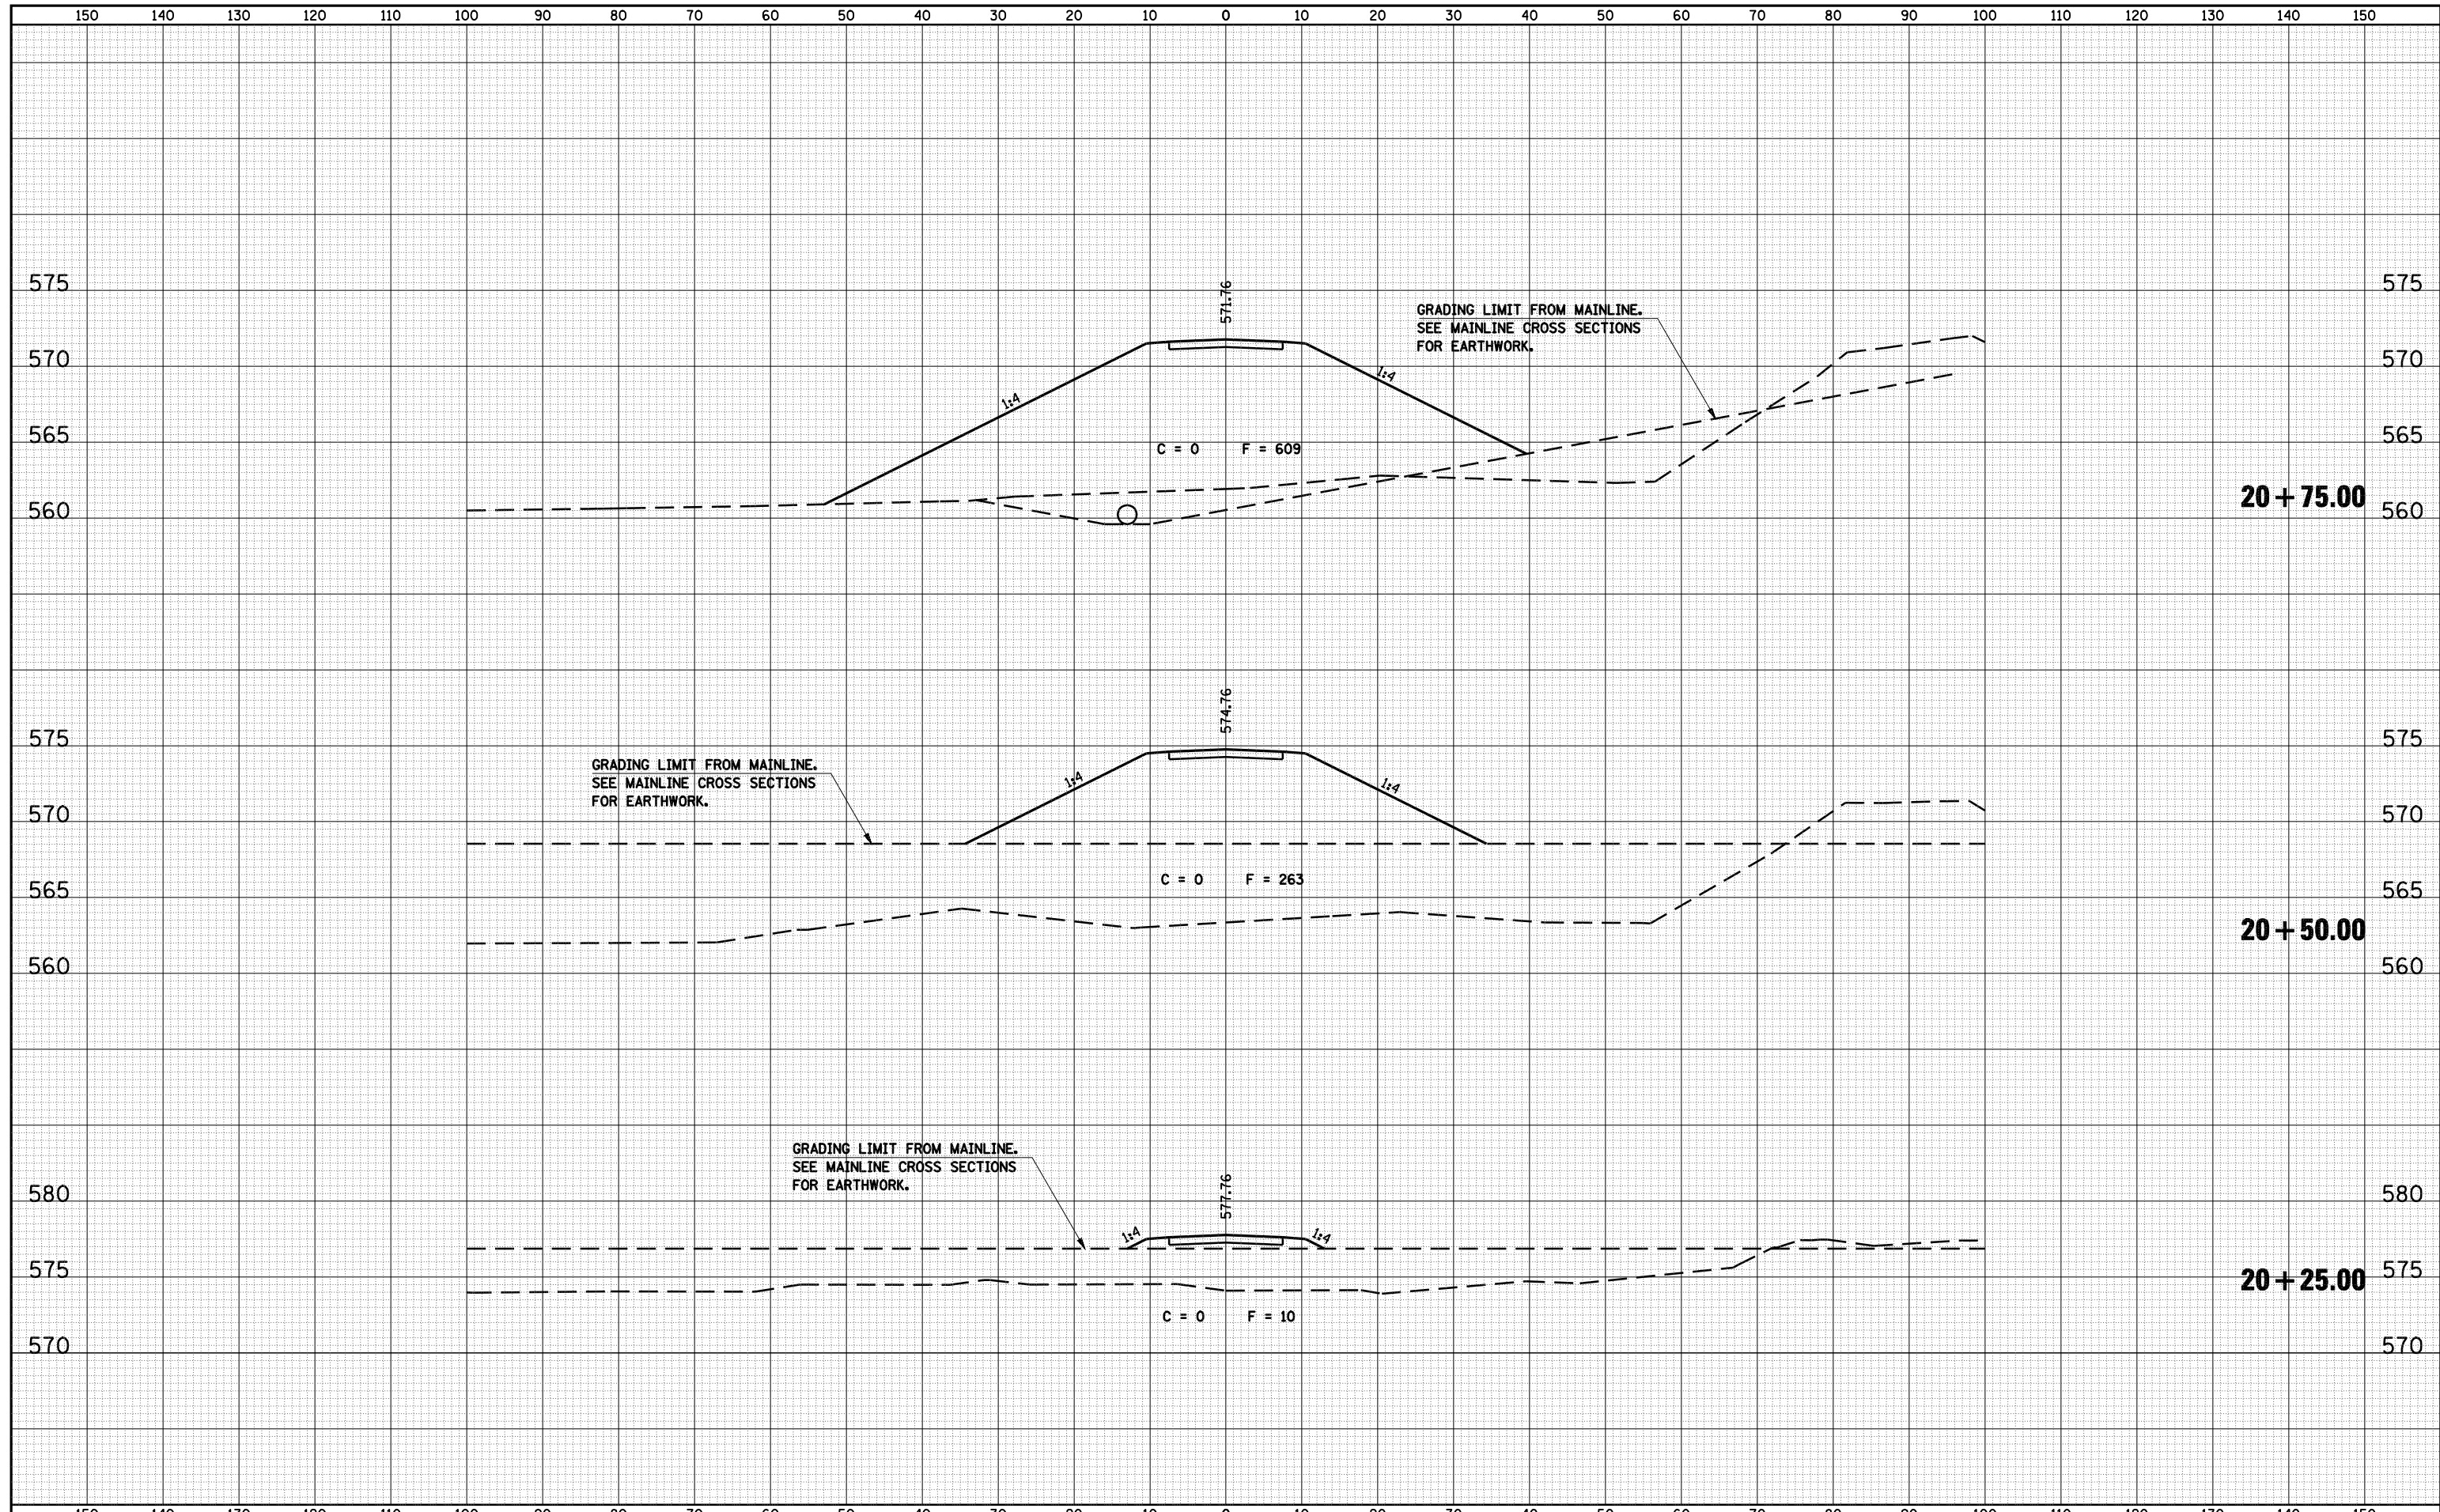 150 140 130 120 110 100 90 80 70 60 50 40 30 20 10 0 10 20 30 40 50 60 70 80 90 100 110 120 130 140 150
575 575
571.76
GRADING LIMIT FROM MAINLINE.
SEE MAINLINE CROSS SECTIONS
FOR EARTHWORK.
570 570
1:4 1:4
565 565
C = 0 F = 609
20+75.00
560 560
574.76
575 575
GRADING LIMIT FROM MAINLINE.
SEE MAINLINE CROSS SECTIONS
FOR EARTHWORK.
1:4 1:4
570 570
C = 0 F = 263
565 565
20+50.00
560 560
GRADING LIMIT FROM MAINLINE.
SEE MAINLINE CROSS SECTIONS
FOR EARTHWORK.
577.76
580 580
1:4 1:4
575 575
20+25.00
C = 0 F = 10
570 570